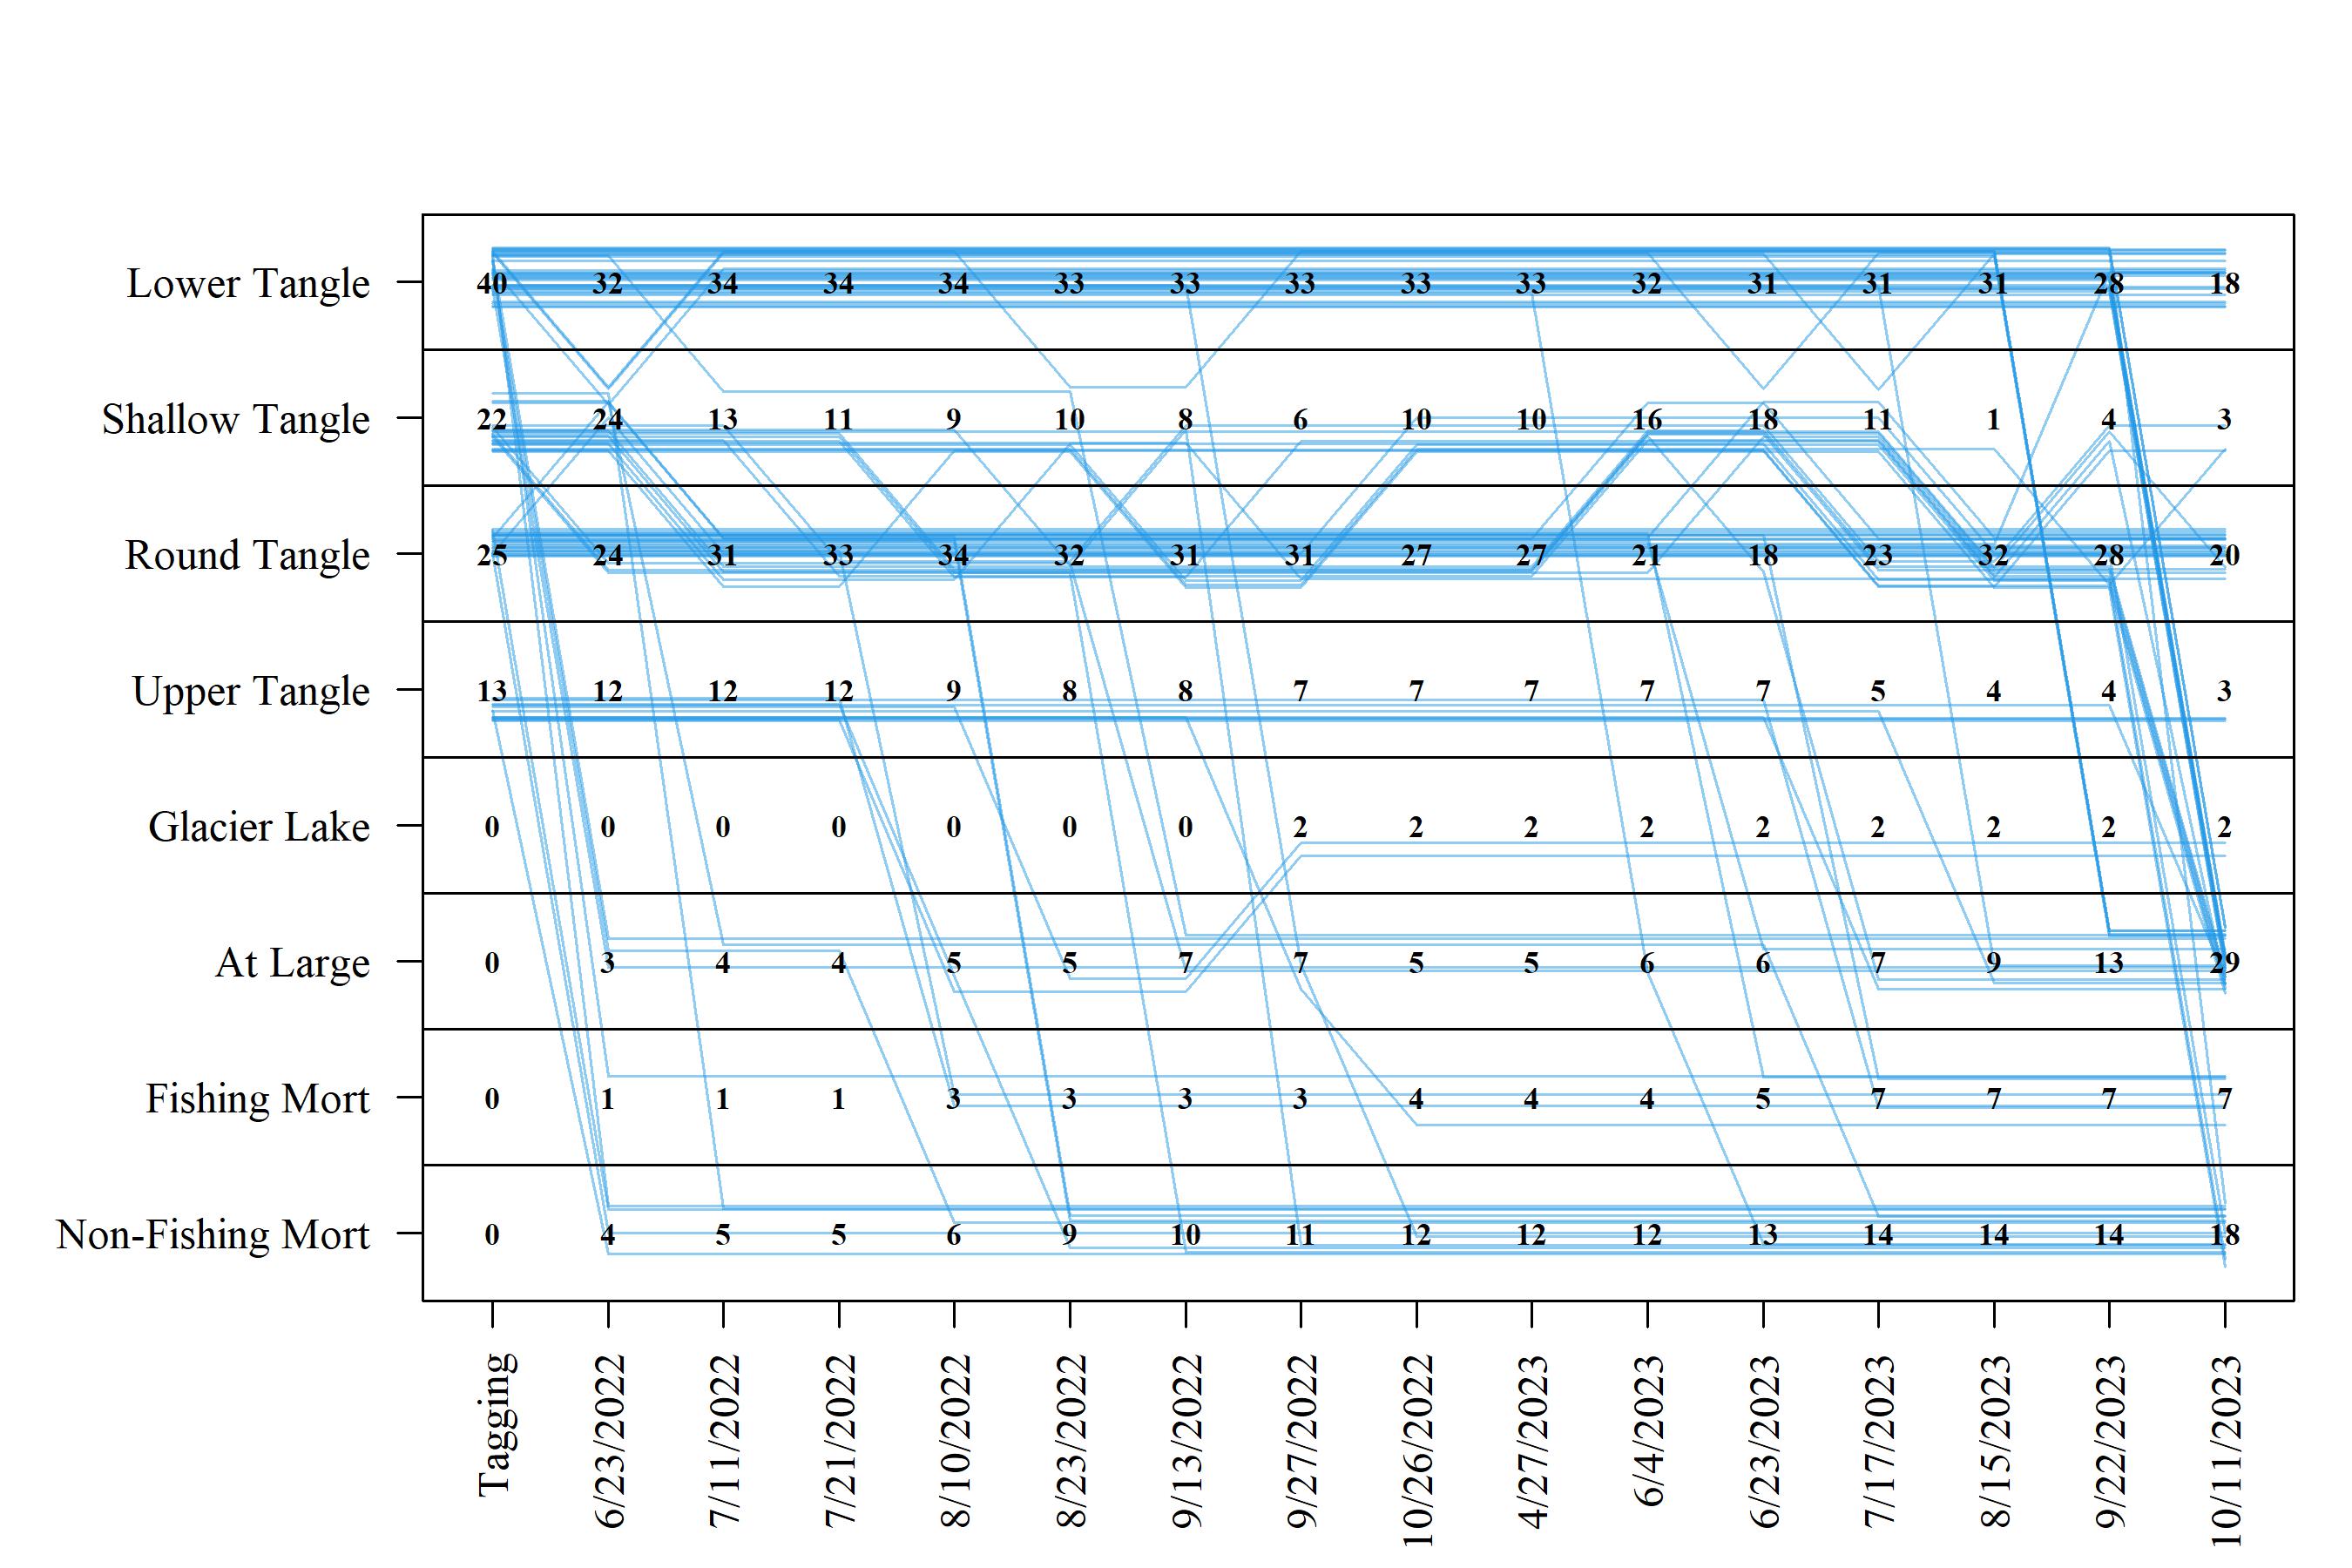 Lower Tangle 40 32 34 34 34 33 33 33 33 33 32 31 31 31 28 18
Shallow Tangle 22 24 13 11 9 10 8 6 10 10 16 18 11 1 4 3
Round Tangle 25 24 31 33 34 32 31 31 27 27 21 18 23 32 28 20
Upper Tangle 13 12 12 12 9 8 8 7 7 7 7 7 5 4 4 3
Glacier Lake 0 0 0 0 0 0 0 2 2 2 2 2 2 2 2 2
At Large 0 3 4 4 5 5 7 7 5 5 6 6 7 9 13 29
Fishing Mort 0 1 1 1 3 3 3 3 4 4 4 5 7 7 7 7
Non-Fishing Mort 0 4 5 5 6 9 10 11 12 12 12 13 14 14 14 18
Tagging
6/23/2022
7/11/2022
7/21/2022
8/10/2022
8/23/2022
9/13/2022
9/27/2022
10/26/2022
4/27/2023
6/4/2023
6/23/2023
7/17/2023
8/15/2023
9/22/2023
10/11/2023